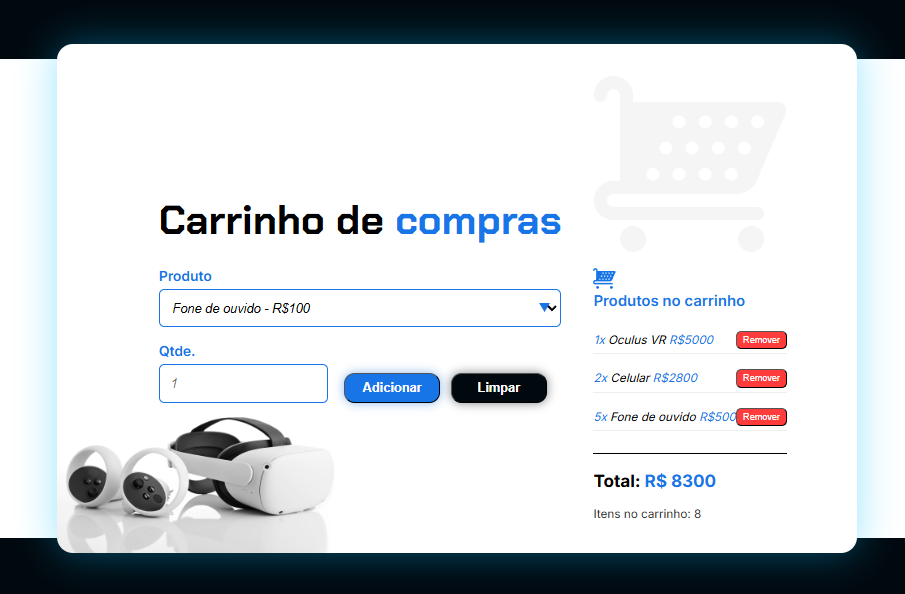 Carrinho de compras
Produto
Fone de ouvido - R$100
Qtde.
1
Adicionar
Limpar
Produtos no carrinho
1x Oculus VR R$5000 Remover
2x Celular R$2800 Remover
5x Fone de ouvido R$500 Remover
Total: R$ 8300
Itens no carrinho: 8